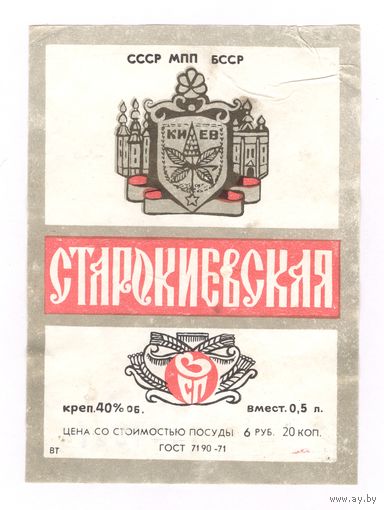 СССР МПП БССР
КИЕВ
СТАРОКИЕВСКАЯ
ЗСП
креп. 40% об. вмест. 0,5 л.
ЦЕНА СО СТОИМОСТЬЮ ПОСУДЫ 6 РУБ. 20 КОП.
ВТ ГОСТ 7190-71
www.ay.by